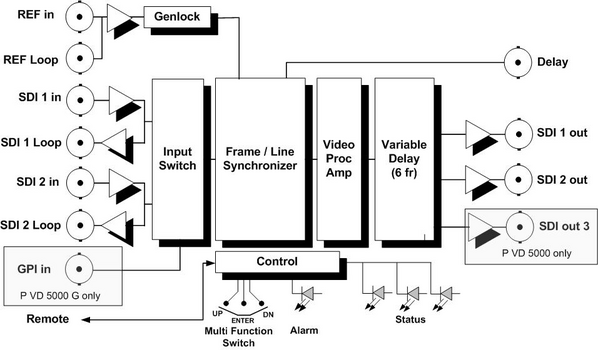 REF in
Genlock
REF Loop
Delay
SDI 1 in
SDI 1 Loop
SDI 2 in
SDI 2 Loop
Input
Switch
Frame / Line
Synchronizer
Video
Proc
Amp
Variable
Delay
(6 fr)
SDI 1 out
SDI 2 out
SDI out 3
P VD 5000 only
GPI in
P VD 5000 G only
Control
Remote
UP
ENTER
DN
Multi Function
Switch
Alarm
Status